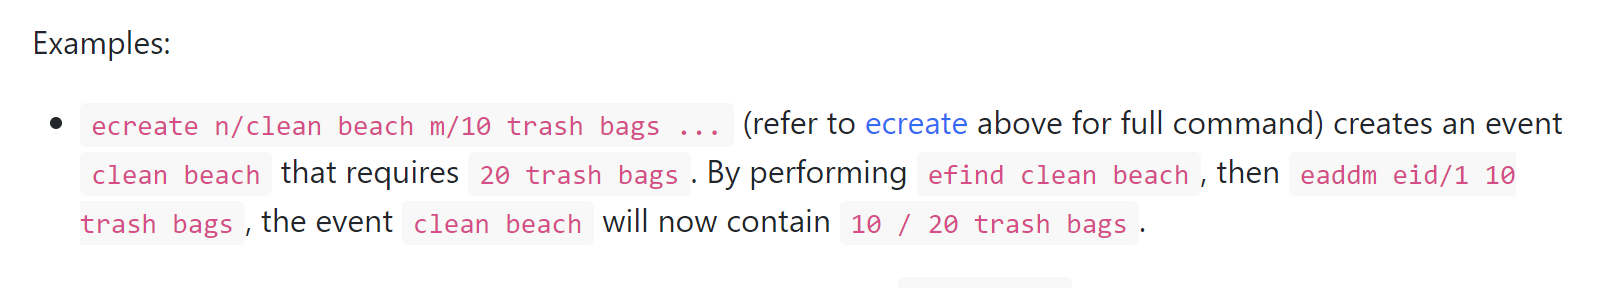 Examples:
ecreate n/clean beach m/10 trash bags ... (refer to ecreate above for full command) creates an event
clean beach that requires 20 trash bags . By performing efind clean beach , then eaddm eid/1 10
trash bags , the event clean beach will now contain 10 / 20 trash bags .